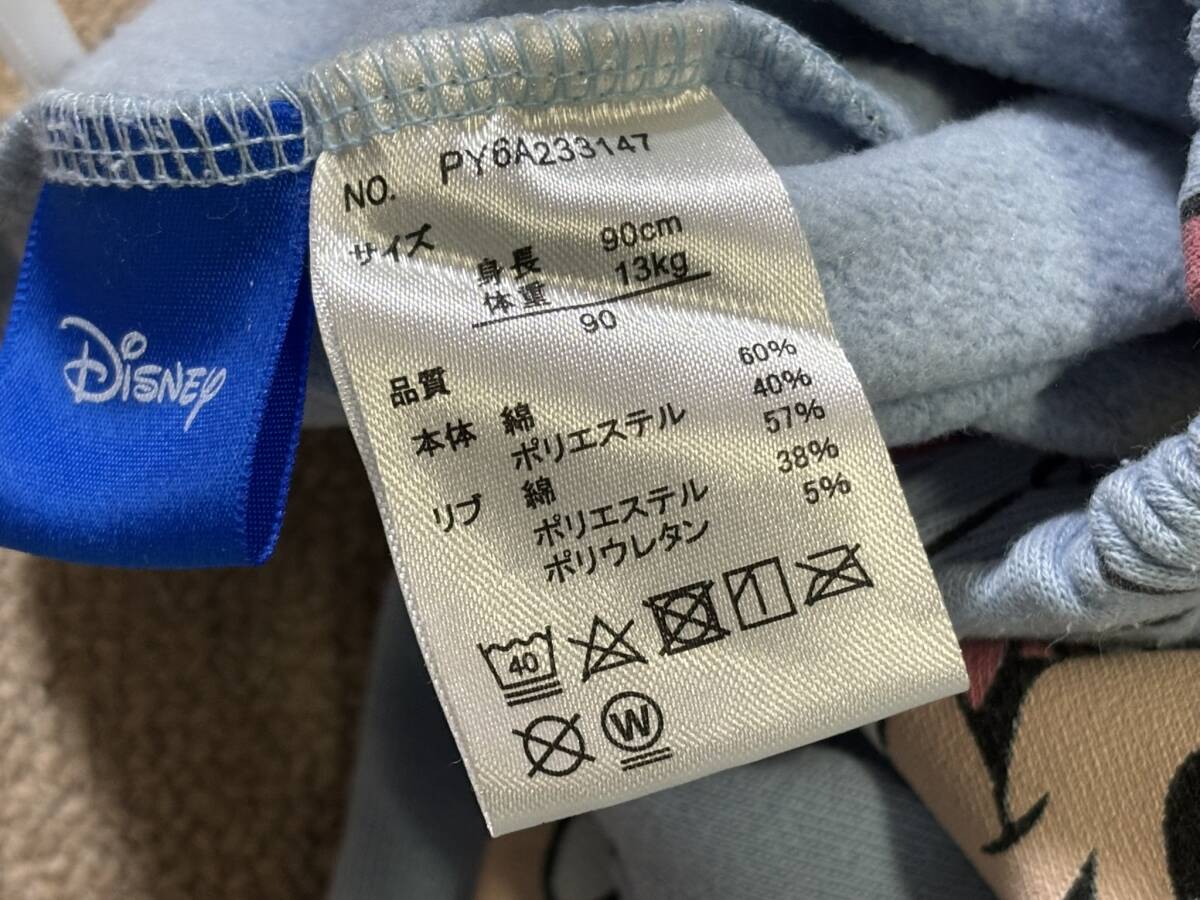 DISNEY
NO. PY6A233147
サイズ
身長 90cm
体重 13kg
90
品質
本体 綿 60%
ポリエステル 40%
リブ 綿 57%
ポリエステル 38%
ポリウレタン 5%
40
W